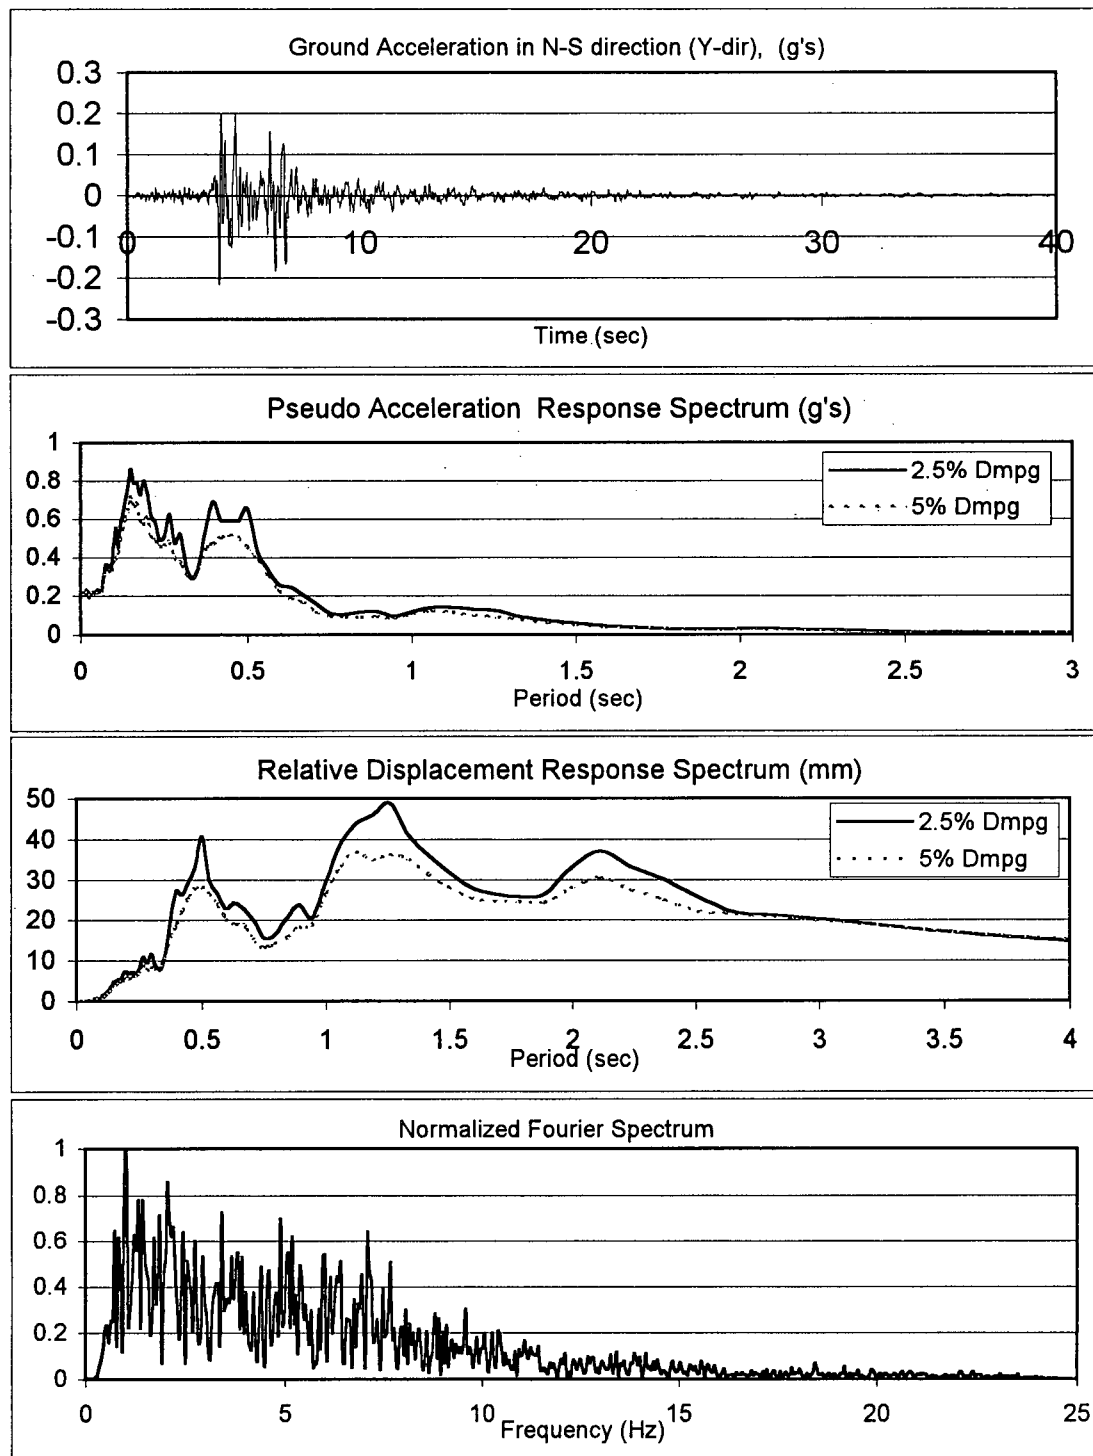 Ground Acceleration in N-S direction (Y-dir), (g's)
0.3
0.2
0.1
0
-0.1
-0.2
-0.3
0 10 20 30 40
Time (sec)
Pseudo Acceleration Response Spectrum (g's)
1
0.8
0.6
0.4
0.2
0
2.5% Dmpg
5% Dmpg
0 0.5 1 1.5 2 2.5 3
Period (sec)
Relative Displacement Response Spectrum (mm)
50
40
30
20
10
0
2.5% Dmpg
5% Dmpg
0 0.5 1 1.5 2 2.5 3 3.5 4
Period (sec)
Normalized Fourier Spectrum
1
0.8
0.6
0.4
0.2
0
0 5 10 15 20 25
Frequency (Hz)